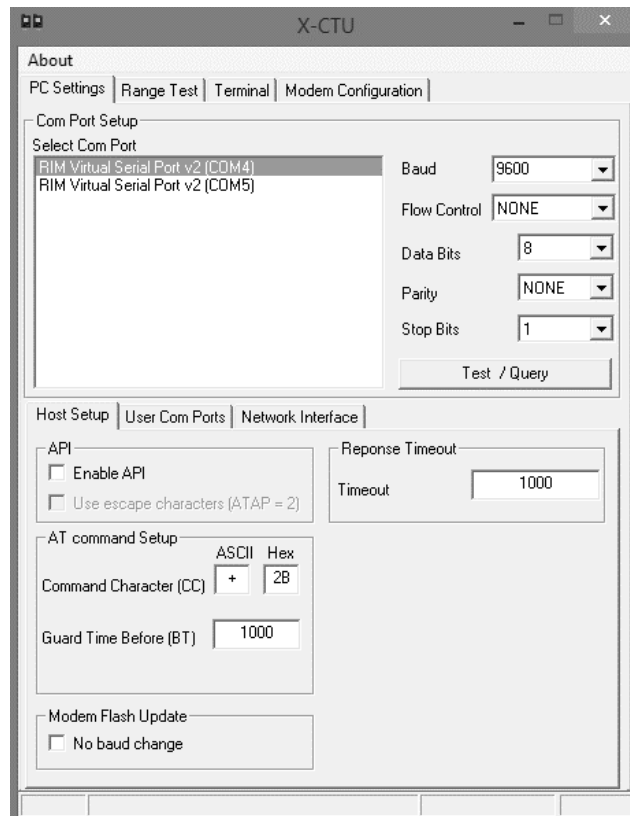 X-CTU
About
PC Settings Range Test Terminal Modem Configuration
Com Port Setup
Select Com Port
RIM Virtual Serial Port v2 (COM4)
RIM Virtual Serial Port v2 (COM5)
Baud 9600
Flow Control NONE
Data Bits 8
Parity NONE
Stop Bits 1
Test / Query
Host Setup User Com Ports Network Interface
API
Enable API
Use escape characters (ATAP = 2)
Reponse Timeout
Timeout 1000
AT command Setup
ASCII Hex
Command Character (CC) + 2B
Guard Time Before (BT) 1000
Modem Flash Update
No baud change